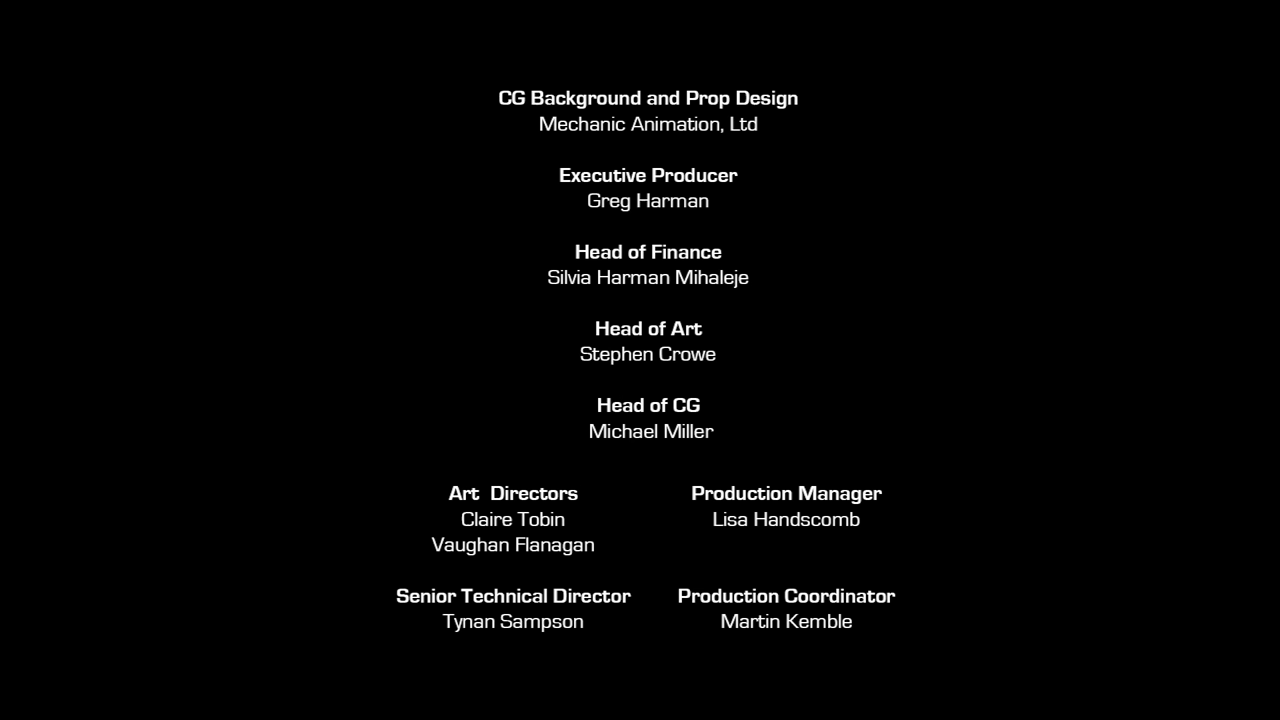 CG Background and Prop Design
Mechanic Animation, Ltd
Executive Producer
Greg Harman
Head of Finance
Silvia Harman Mihaleje
Head of Art
Stephen Crowe
Head of CG
Michael Miller
Art  Directors
Claire Tobin
Vaughan Flanagan
Production Manager
Lisa Handscomb
Senior Technical Director
Tynan Sampson
Production Coordinator
Martin Kemble